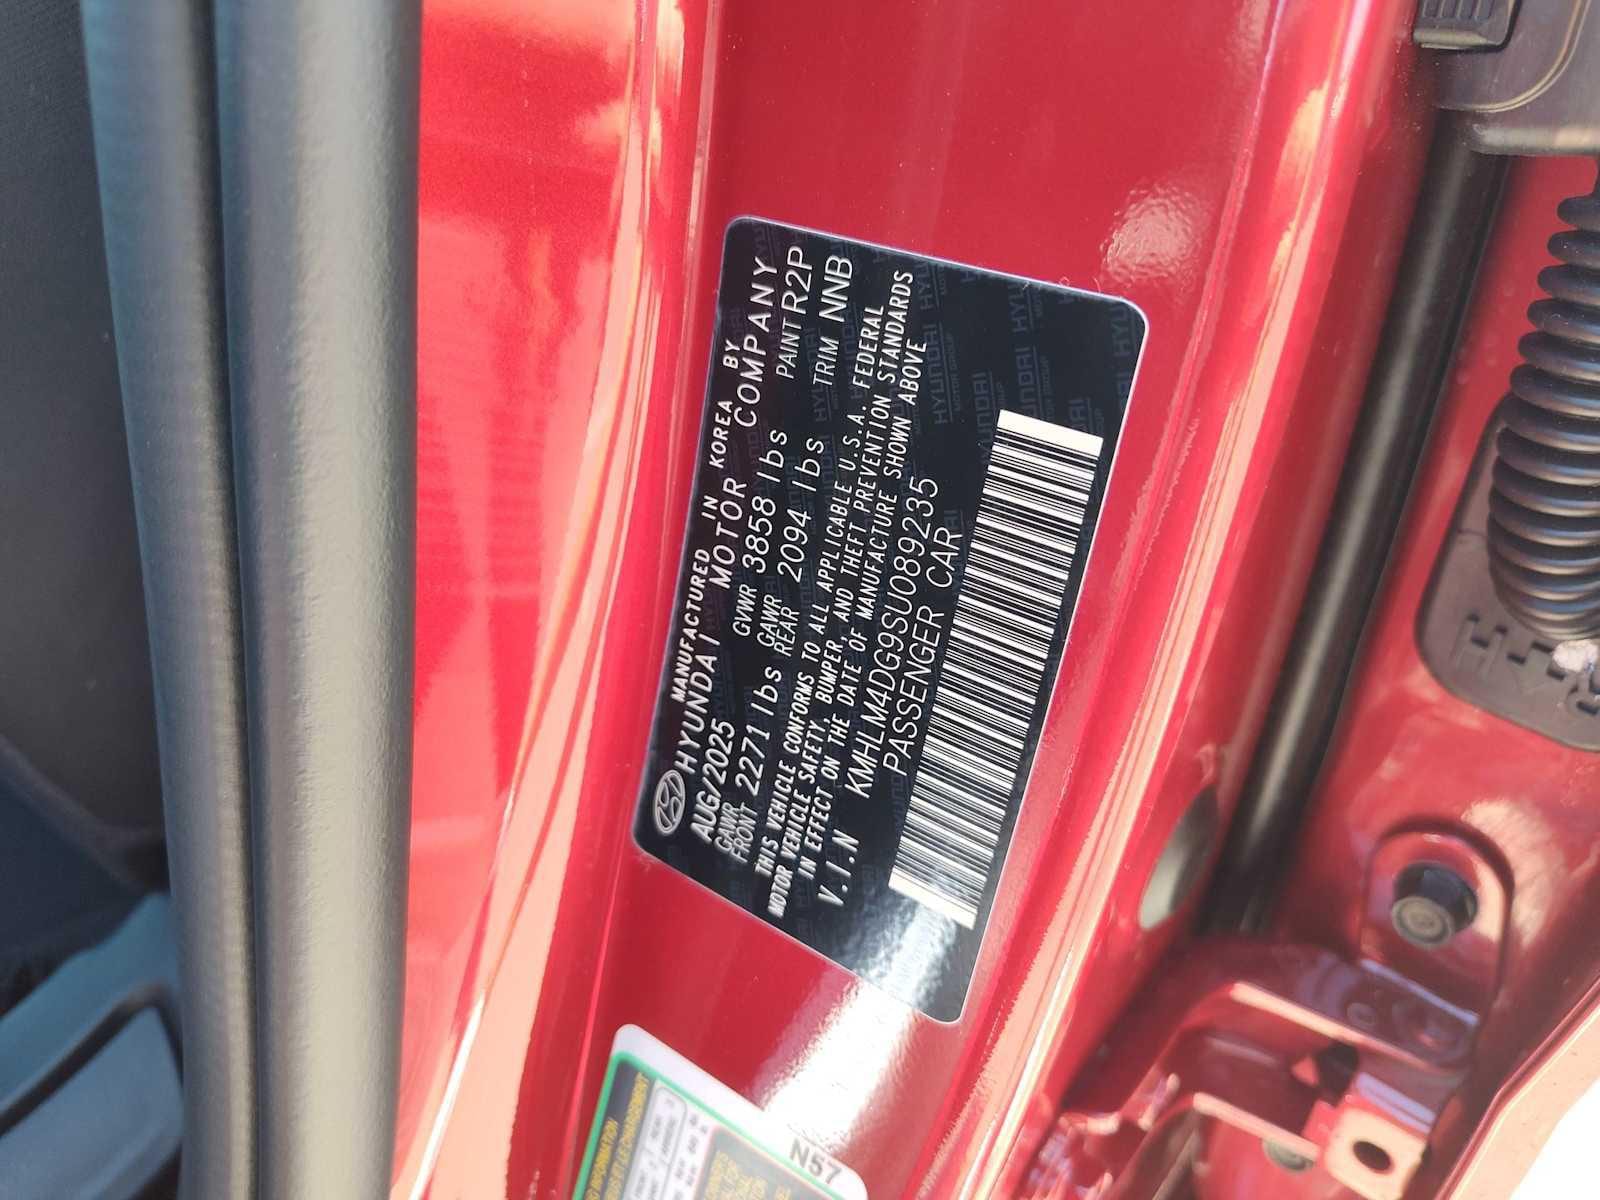 MANUFACTURED IN KOREA BY
HYUNDAI MOTOR COMPANY
AUG/2025 GVWR 3858 lbs PAINT R2P
GAWR FRONT 2271 lbs GAWR REAR 2094 lbs TRIM NNB
THIS VEHICLE CONFORMS TO ALL APPLICABLE U.S.A. FEDERAL
MOTOR VEHICLE SAFETY, BUMPER, AND THEFT PREVENTION STANDARDS
IN EFFECT ON THE DATE OF MANUFACTURE SHOWN ABOVE
V.I.N KMHLM4DG9SU089235
PASSENGER CAR
N57